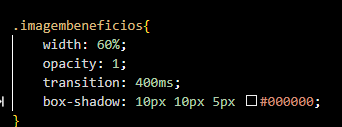 .imagembeneficios{
width: 60%;
opacity: 1;
transition: 400ms;
box-shadow: 10px 10px 5px #000000;
}